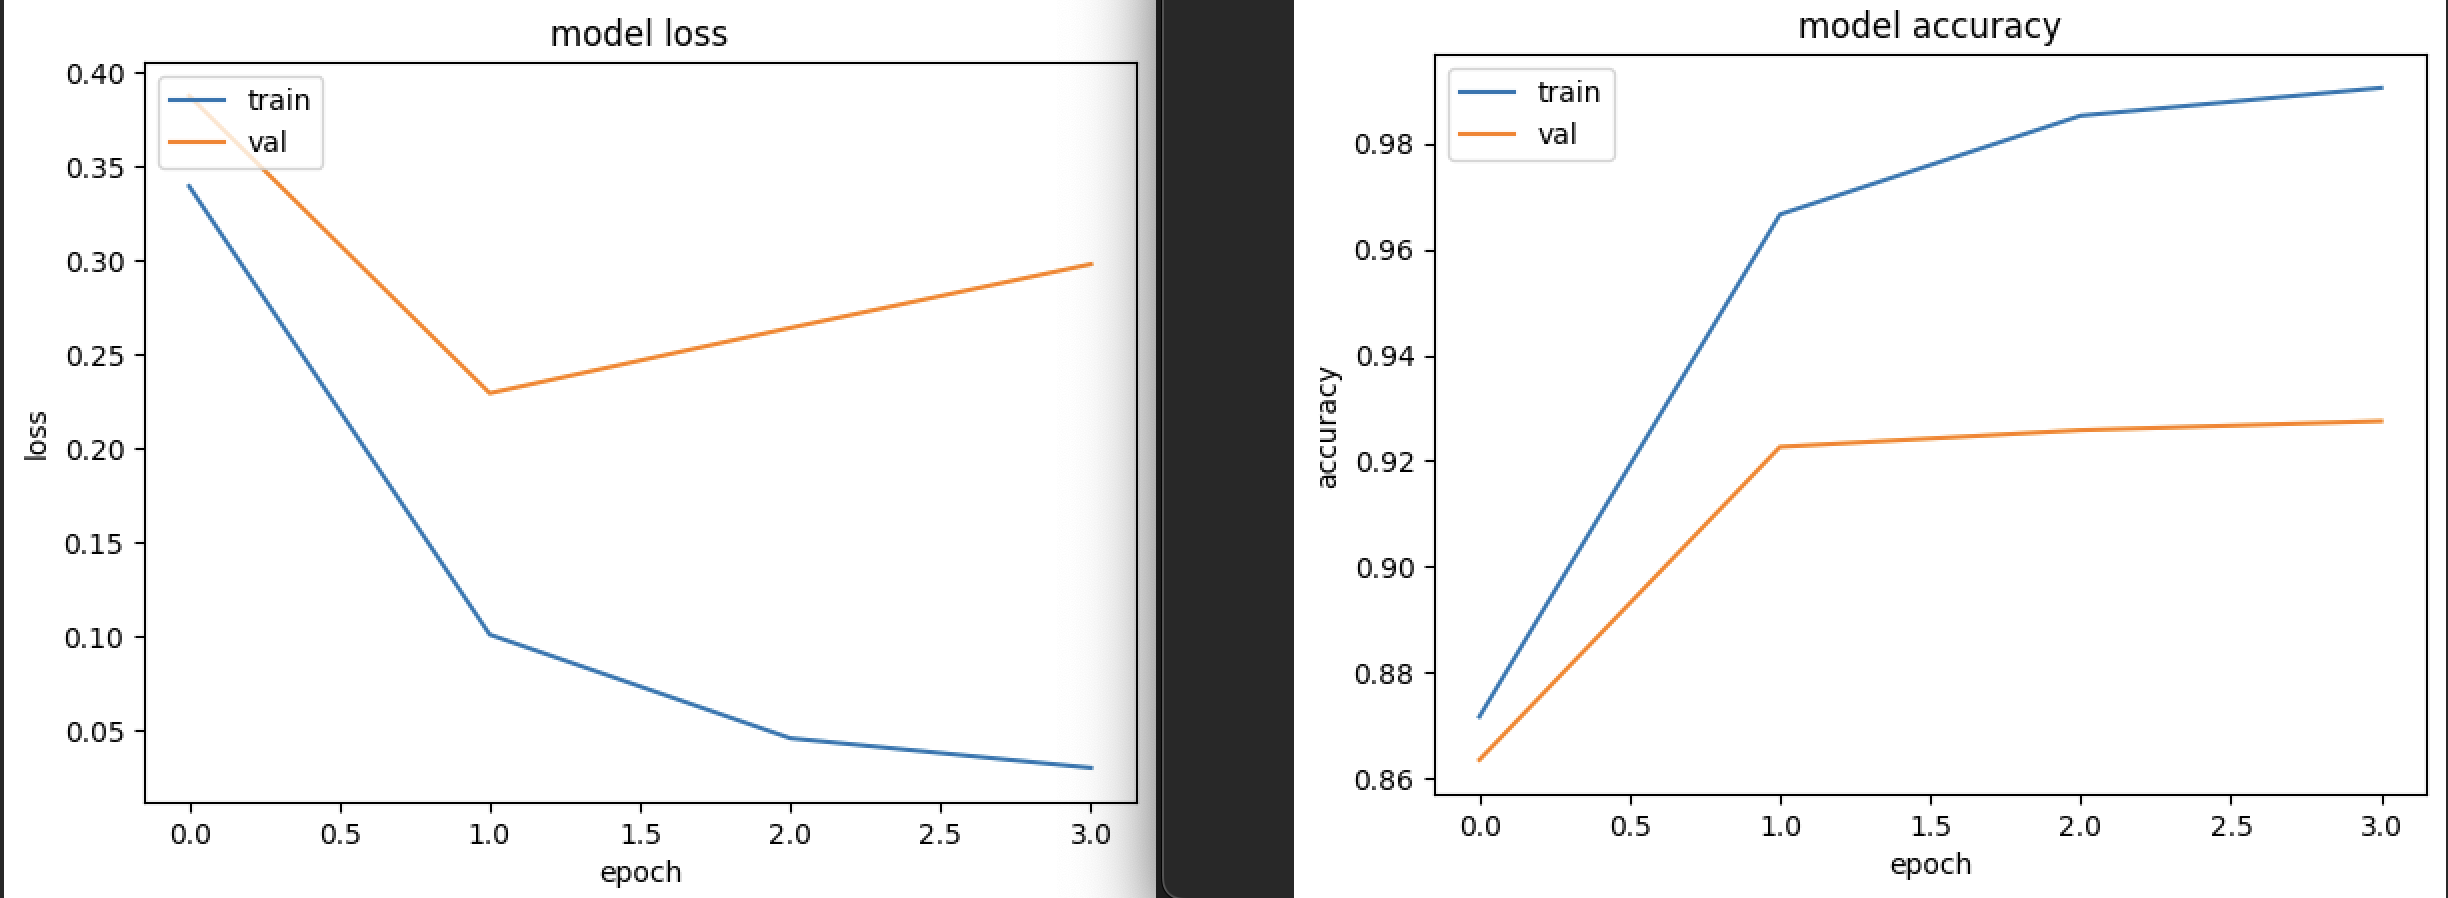 model loss
train
val
0.40
0.35
0.30
0.25
0.20
0.15
0.10
0.05
loss
0.0 0.5 1.0 1.5 2.0 2.5 3.0
epoch
model accuracy
train
val
0.98
0.96
0.94
0.92
0.90
0.88
0.86
accuracy
0.0 0.5 1.0 1.5 2.0 2.5 3.0
epoch